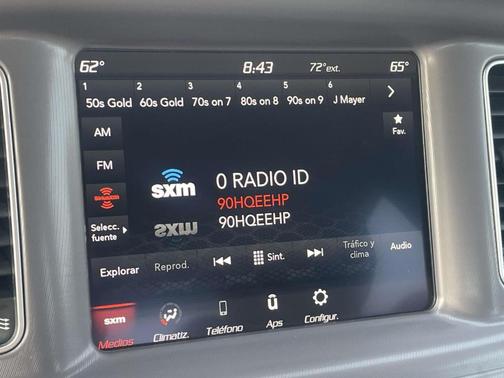 62° 8:43 72°ext. 65°
1 2 3 4 5 6
50s Gold 60s Gold 70s on 7 80s on 8 90s on 9 J Mayer
AM
Fav.
FM
SiriusXM
sxm
0 RADIO ID
90HQEEHP
90HQEEHP
Selecc.
fuente
Explorar Reprod. Sint. Tráfico y
clima
Audio
sxm
Medios Climatiz. Teléfono Aps Configur.